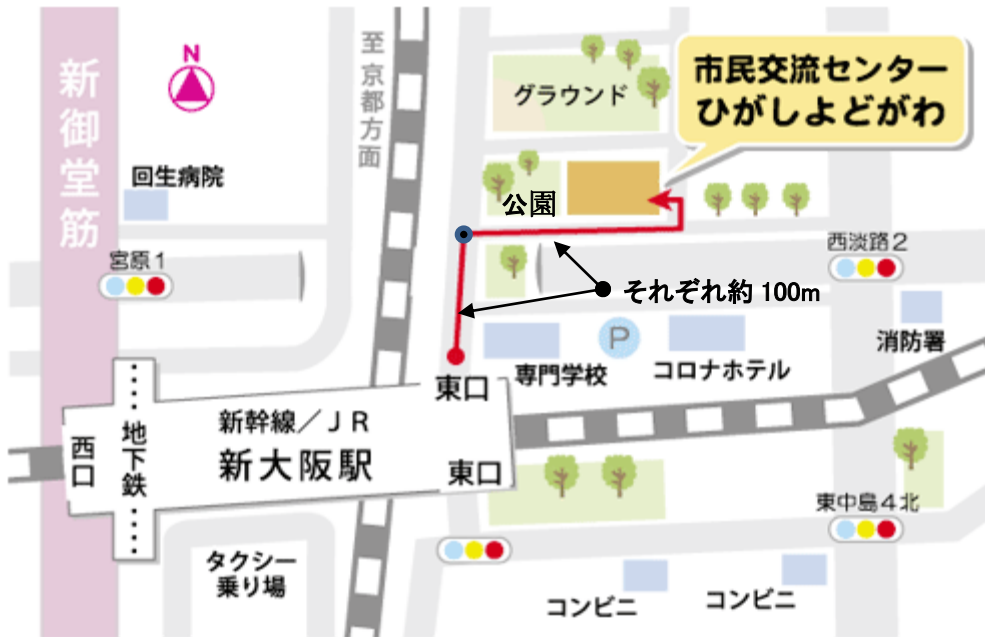 新御堂筋
N
至 京都方面
グラウンド
市民交流センター
ひがしよどがわ
回生病院
公園
宮原1
西淡路2
それぞれ約 100m
消防署
P
専門学校
コロナホテル
東口
新幹線/JR
新大阪駅
西口
地下鉄
東口
東中島4北
タクシー
乗り場
コンビニ
コンビニ